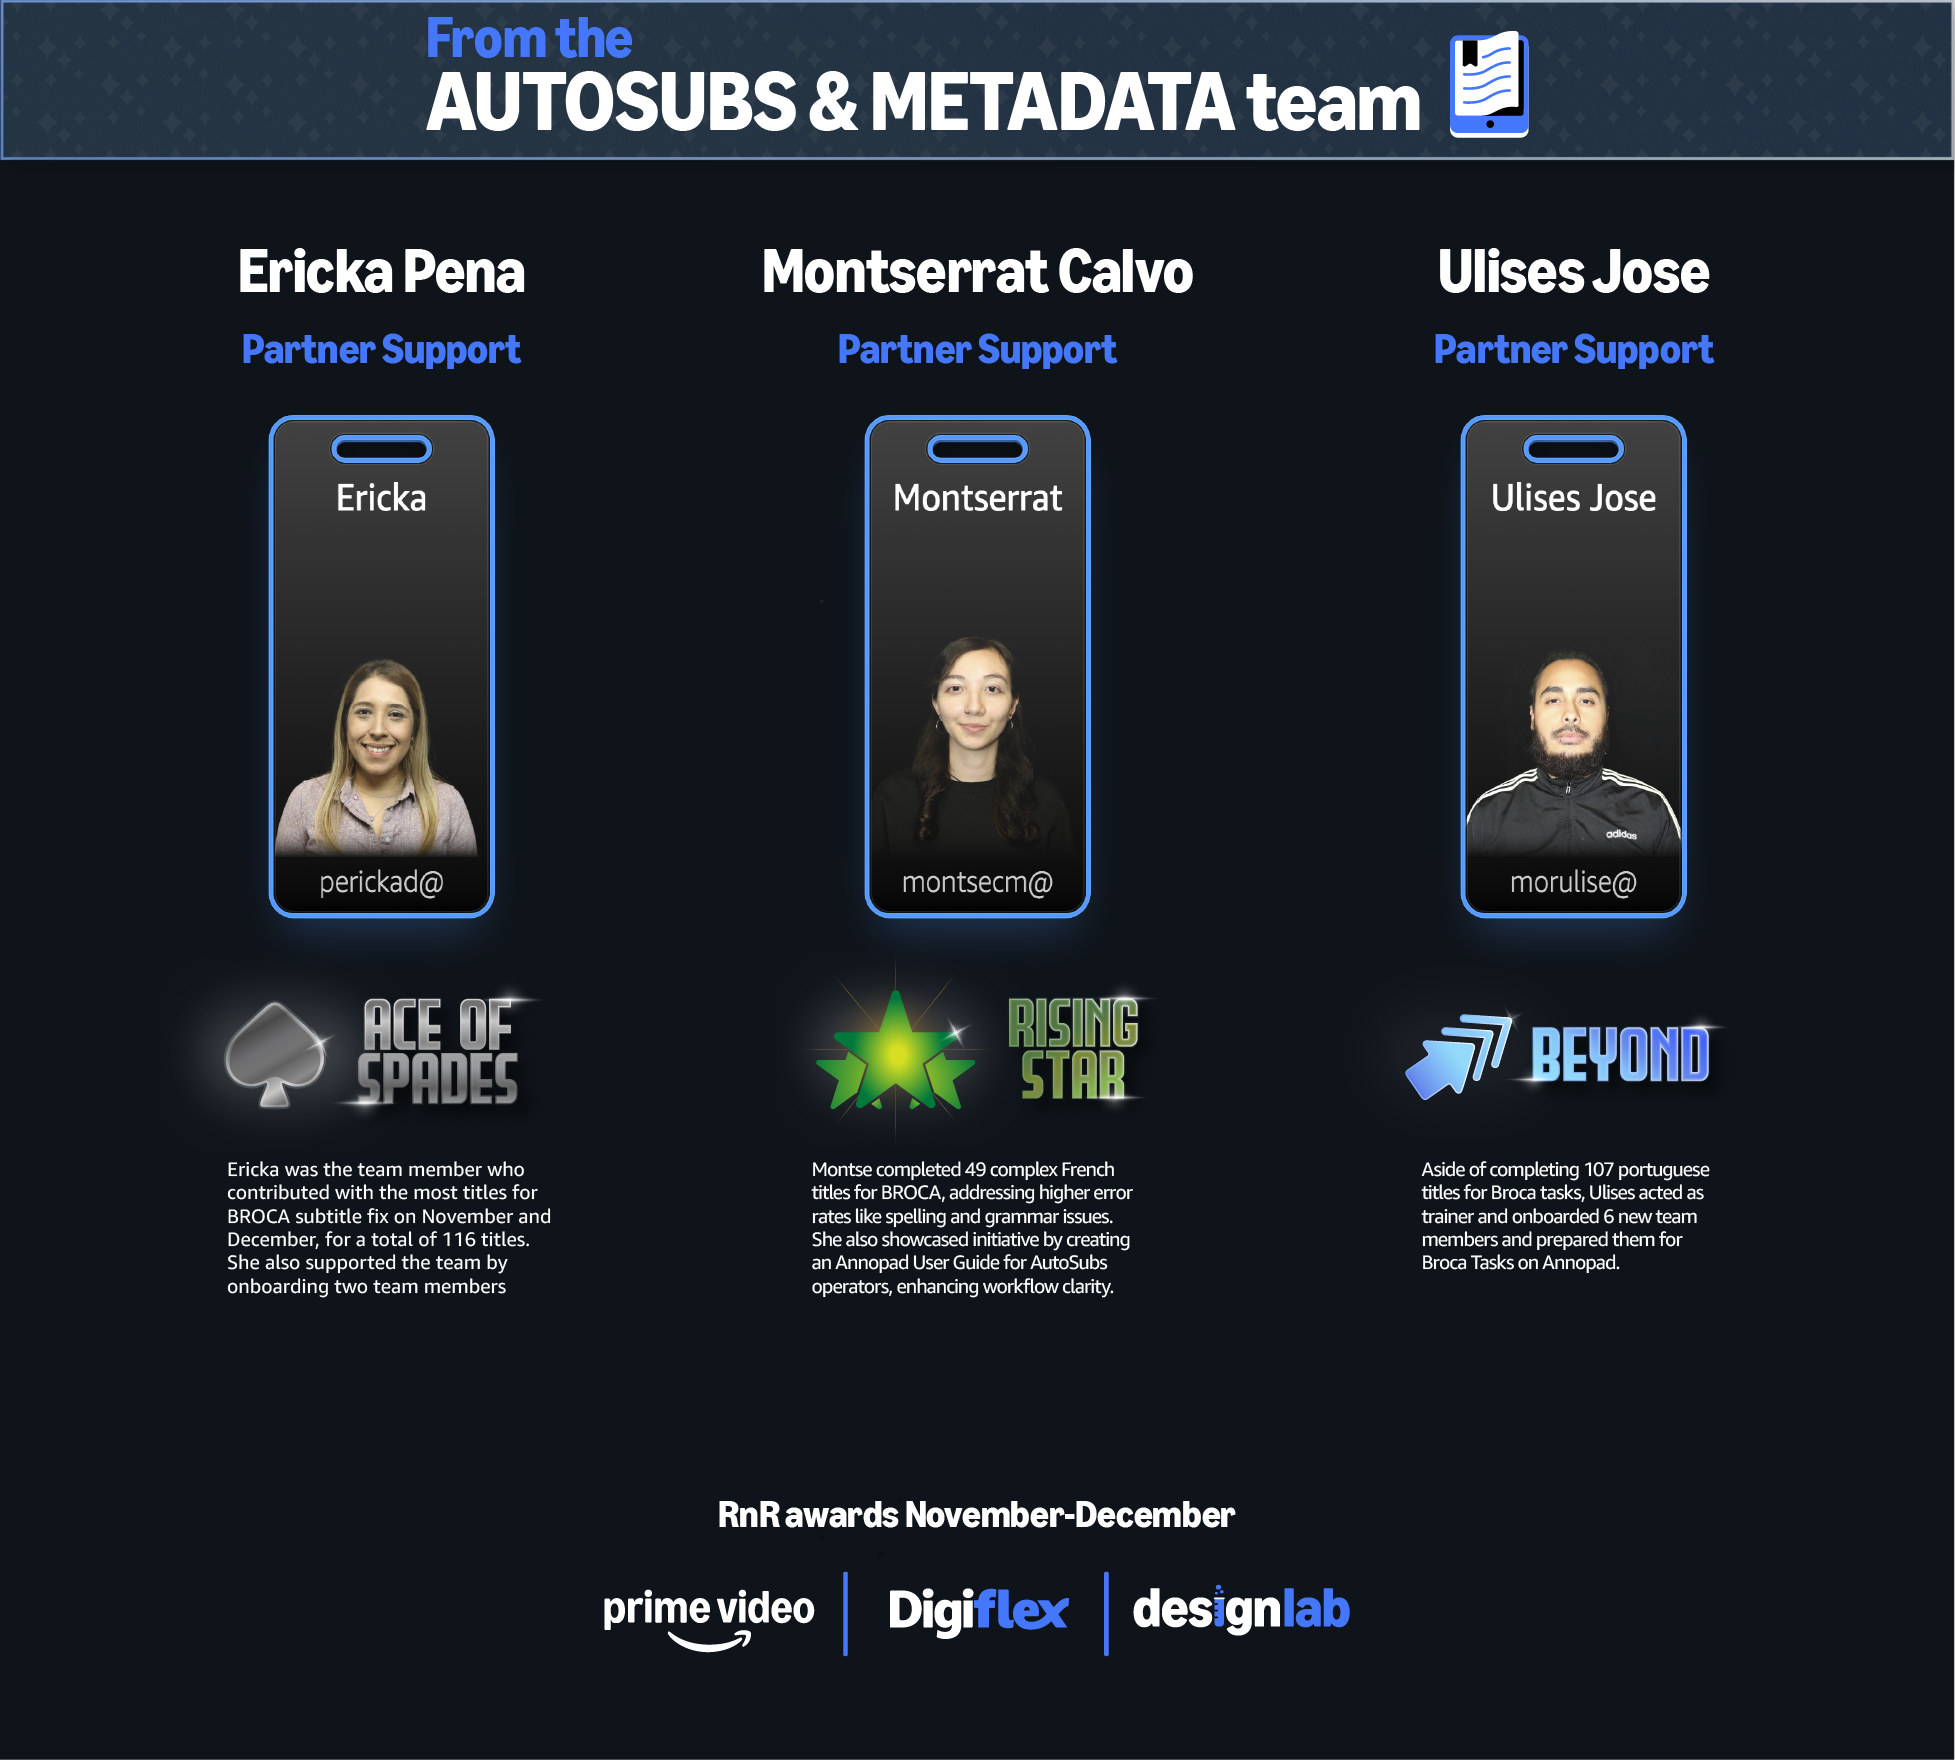 From the
AUTOSUBS & METADATA team
Ericka Pena
Partner Support
Ericka
perickad@
ACE OF
SPADES
Ericka was the team member who
contributed with the most titles for
BROCA subtitle fix on November and
December, for a total of 116 titles.
She also supported the team by
onboarding two team members
Montserrat Calvo
Partner Support
Montserrat
montsecm@
RISING
STAR
Montse completed 49 complex French
titles for BROCA, addressing higher error
rates like spelling and grammar issues.
She also showcased initiative by creating
an Annopad User Guide for AutoSubs
operators, enhancing workflow clarity.
Ulises Jose
Partner Support
Ulises Jose
adidas
morulise@
BEYOND
Aside of completing 107 portuguese
titles for Broca tasks, Ulises acted as
trainer and onboarded 6 new team
members and prepared them for
Broca Tasks on Annopad.
RnR awards November-December
prime video
Digiflex
designlab